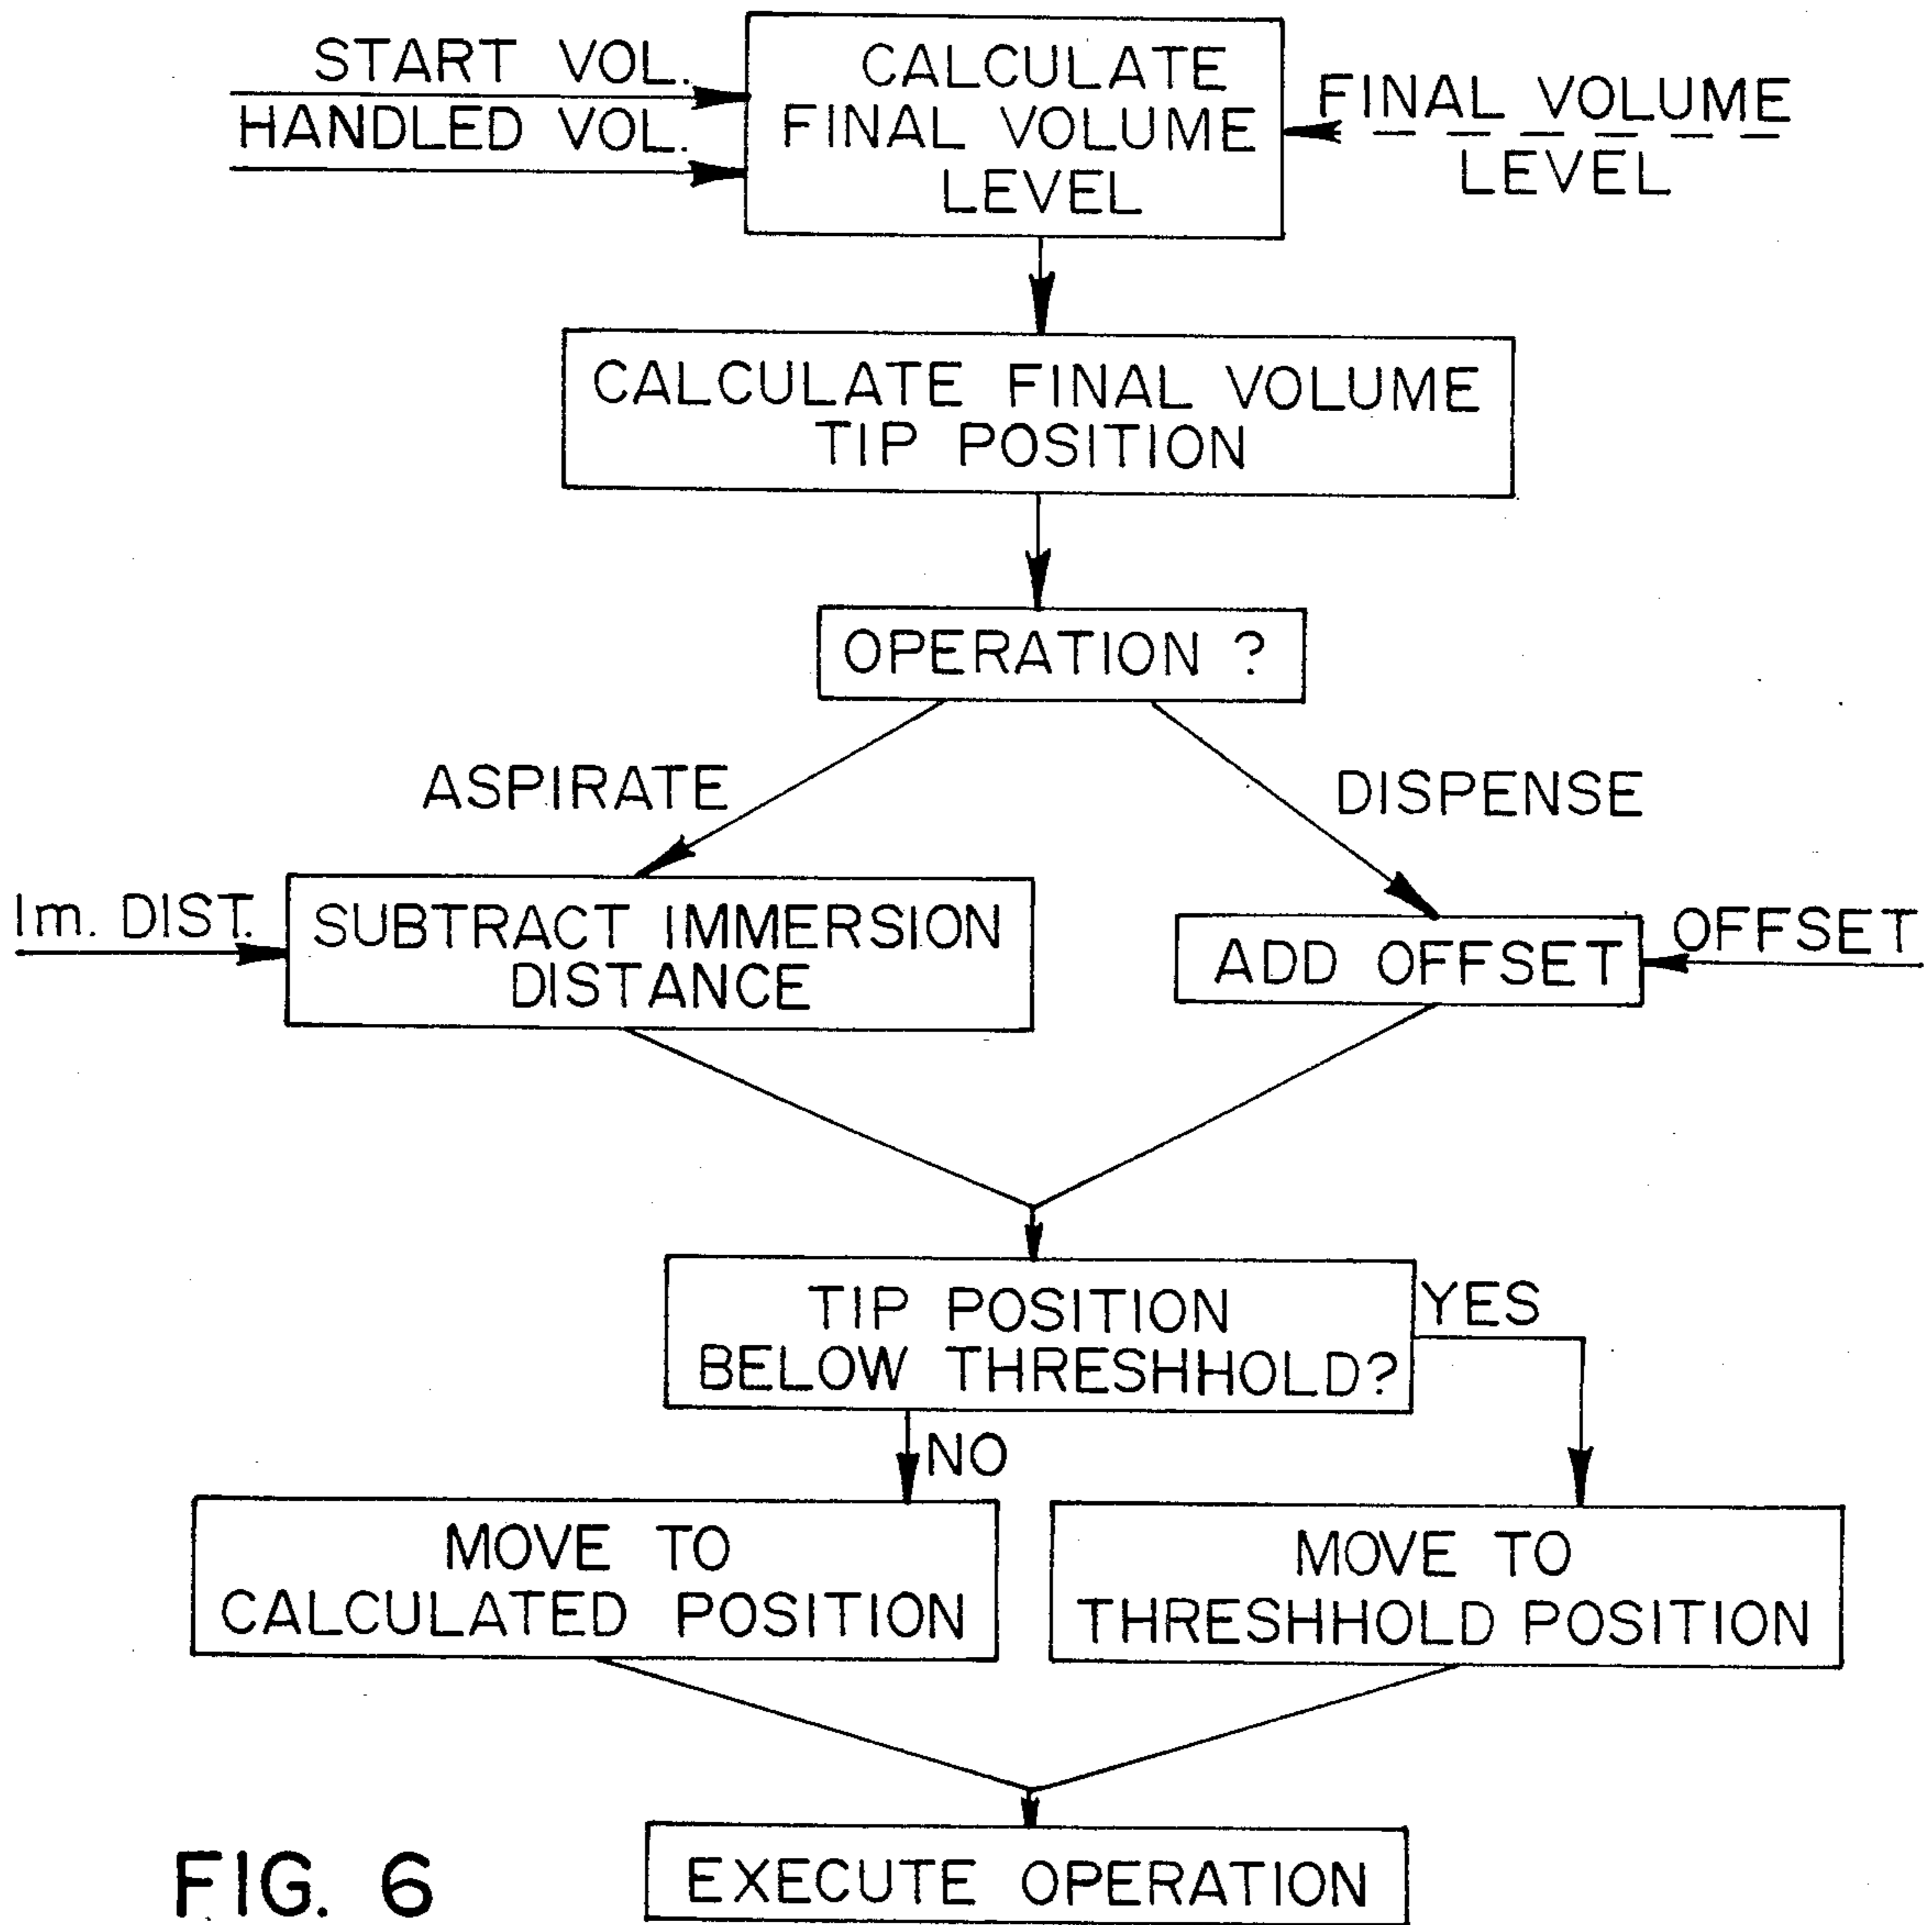 START VOL.
HANDLED VOL.
CALCULATE
FINAL VOLUME
LEVEL
FINAL VOLUME
LEVEL
CALCULATE FINAL VOLUME
TIP POSITION
OPERATION ?
ASPIRATE
DISPENSE
Im. DIST.
SUBTRACT IMMERSION
DISTANCE
ADD OFFSET
OFFSET
TIP POSITION
BELOW THRESHHOLD?
YES
NO
MOVE TO
CALCULATED POSITION
MOVE TO
THRESHHOLD POSITION
EXECUTE OPERATION
FIG. 6